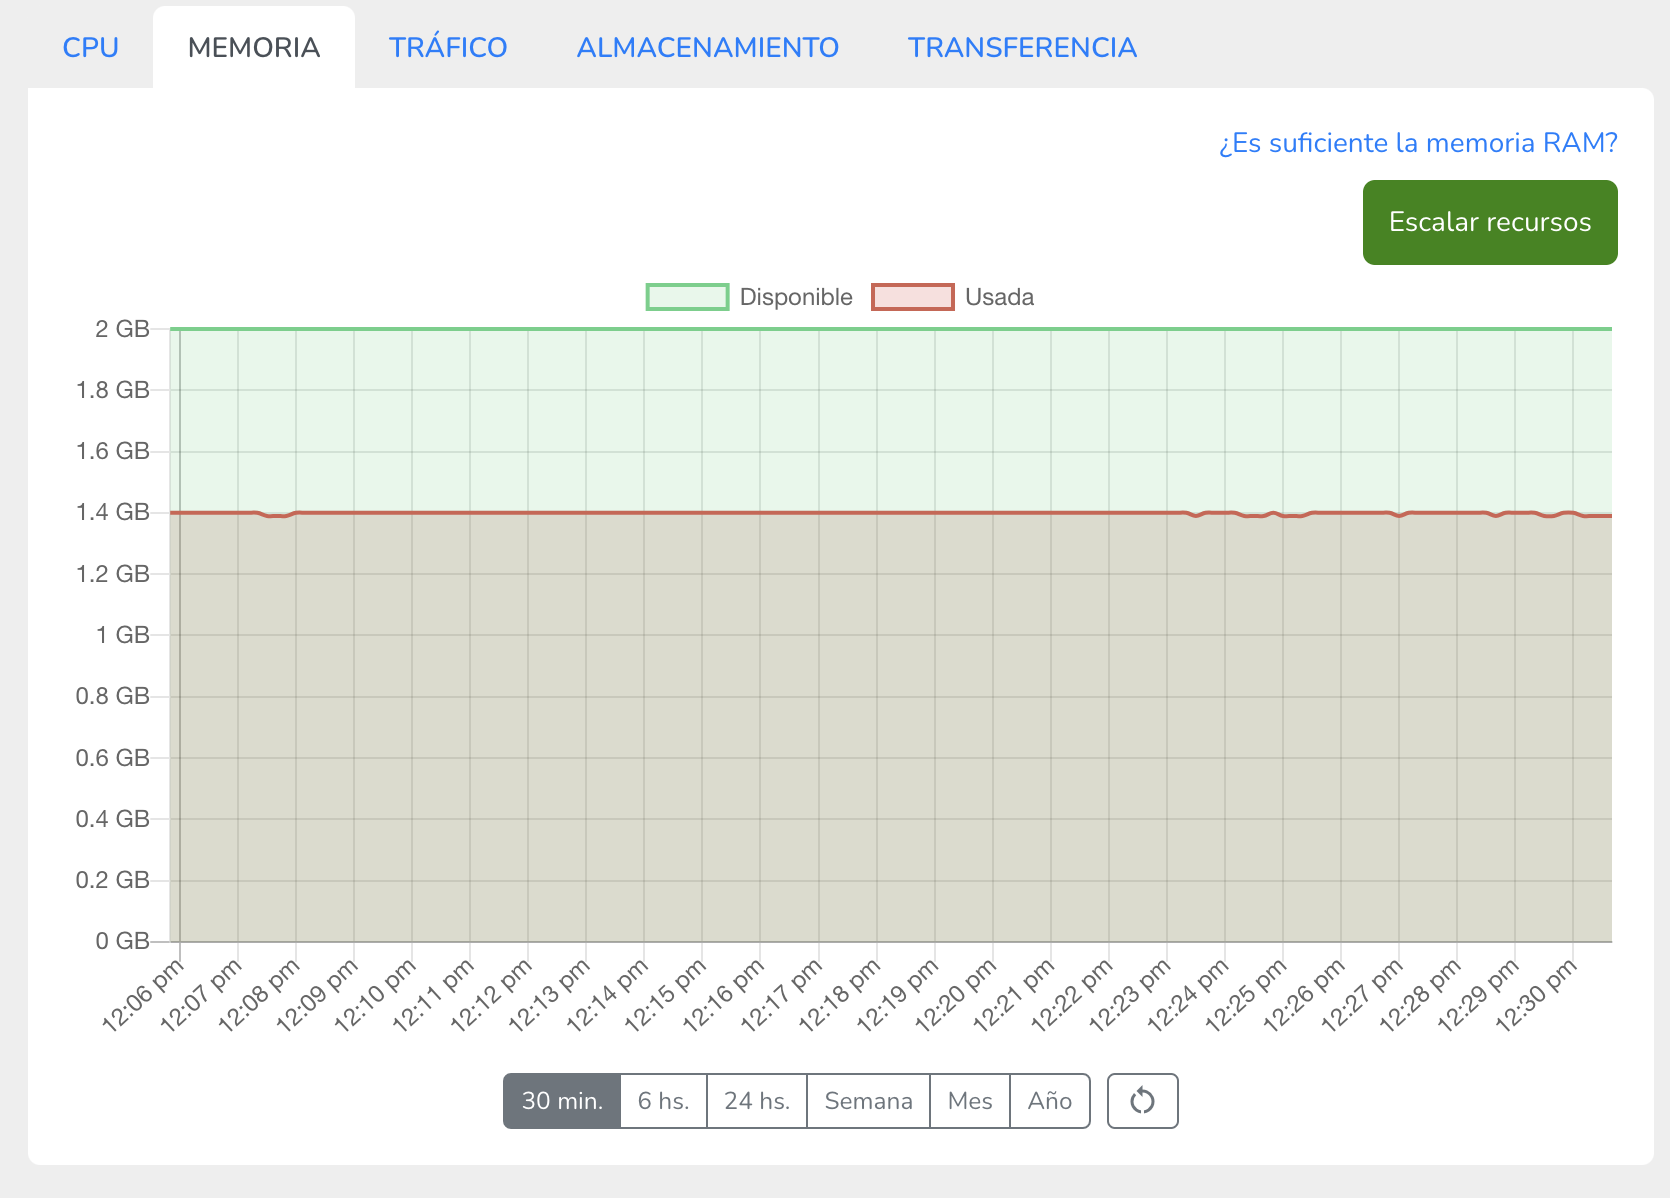 CPU MEMORIA TRÁFICO ALMACENAMIENTO TRANSFERENCIA
¿Es suficiente la memoria RAM?
Escalar recursos
Disponible Usada
2 GB
1.8 GB
1.6 GB
1.4 GB
1.2 GB
1 GB
0.8 GB
0.6 GB
0.4 GB
0.2 GB
0 GB
12:06 pm 12:07 pm 12:08 pm 12:09 pm 12:10 pm 12:11 pm 12:12 pm 12:13 pm 12:14 pm 12:15 pm 12:16 pm 12:17 pm 12:18 pm 12:19 pm 12:20 pm 12:21 pm 12:22 pm 12:23 pm 12:24 pm 12:25 pm 12:26 pm 12:27 pm 12:28 pm 12:29 pm 12:30 pm
30 min. 6 hs. 24 hs. Semana Mes Año